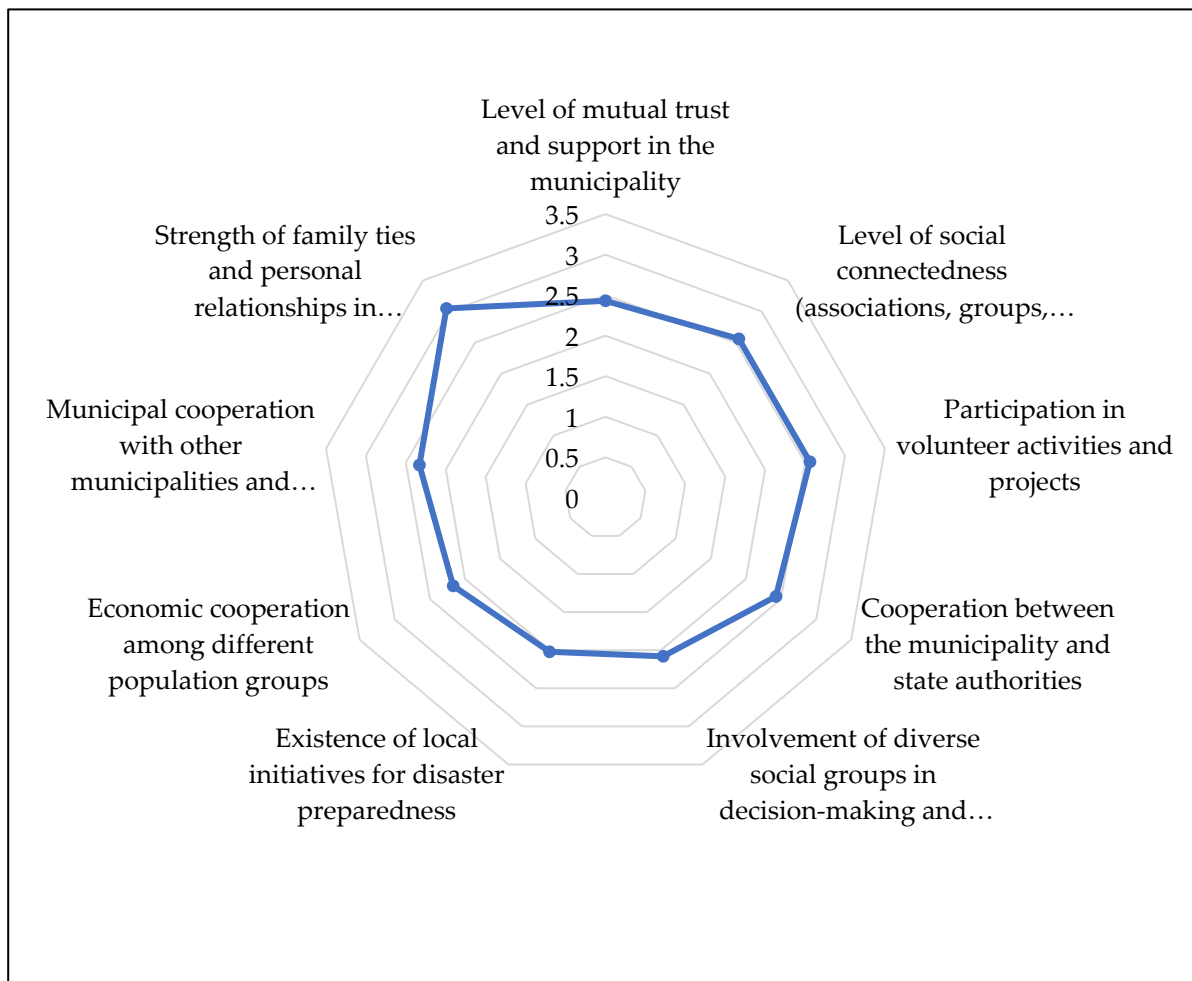 Level of mutual trust
and support in the
municipality
Level of social
connectedness
(associations, groups,…
Participation in
volunteer activities and
projects
Cooperation between
the municipality and
state authorities
Involvement of diverse
social groups in
decision-making and…
Existence of local
initiatives for disaster
preparedness
Economic cooperation
among different
population groups
Municipal cooperation
with other
municipalities and…
Strength of family ties
and personal
relationships in…
3.5
3
2.5
2
1.5
1
0.5
0